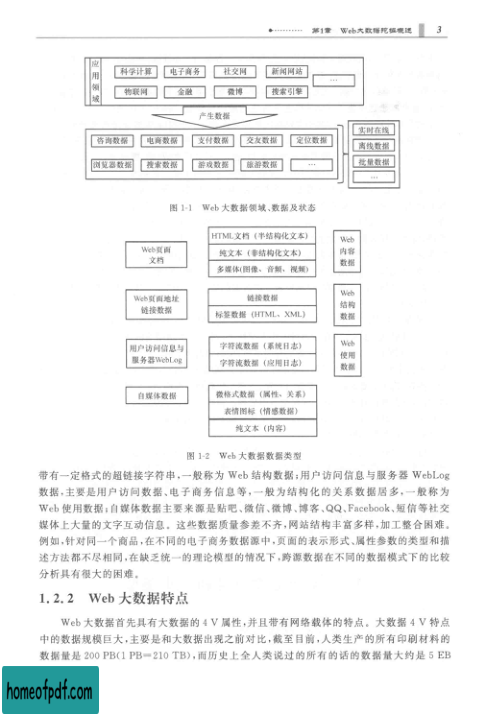 第1章 Web大数据挖掘概述 3
应用领域
科学计算 电子商务 社交网 新闻网站 …
物联网 金融 微博 搜索引擎
产生数据
咨询数据 电商数据 支付数据 交友数据 定位数据
浏览器数据 搜索数据 游戏数据 旅游数据 …
实时在线
离线数据
批量数据
…
图 1-1 Web 大数据领域、数据及状态
Web页面
文档
HTML文档（半结构化文本）
纯文本（非结构化文本）
多媒体(图像、音频、视频)
Web
内容
数据
Web页面地址
链接数据
链接数据
标签数据（HTML、XML）
Web
结构
数据
用户访问信息与
服务器WebLog
字符流数据（系统日志）
字符流数据（应用日志）
Web
使用
数据
自媒体数据
微格式数据（属性、关系）
表情图标（情感数据）
纯文本（内容）
图 1-2 Web 大数据数据类型
带有一定格式的超链接字符串,一般称为 Web 结构数据;用户访问信息与服务器 WebLog
数据,主要是用户访问数据、电子商务信息等,一般为结构化的关系数据居多,一般称为
Web 使用数据;自媒体数据主要来源是贴吧、微信、微博、博客、QQ、Facebook、短信等社交
媒体上大量的文字互动信息。这些数据质量参差不齐,网站结构丰富多样,加工整合困难。
例如,针对同一个商品,在不同的电子商务数据源中,页面的表示形式、属性参数的类型和描
述方法都不尽相同,在缺乏统一的理论模型的情况下,跨源数据在不同的数据模式下的比较
分析具有很大的困难。
1.2.2 Web 大数据特点
Web 大数据首先具有大数据的 4 V 属性,并且带有网络载体的特点。大数据 4 V 特点
中的数据规模巨大,主要是和大数据出现之前对比,截至目前,人类生产的所有印刷材料的
数据量是 200 PB(1 PB=210 TB),而历史上全人类说过的所有的话的数据量大约是 5 EB
homeofpdf.com